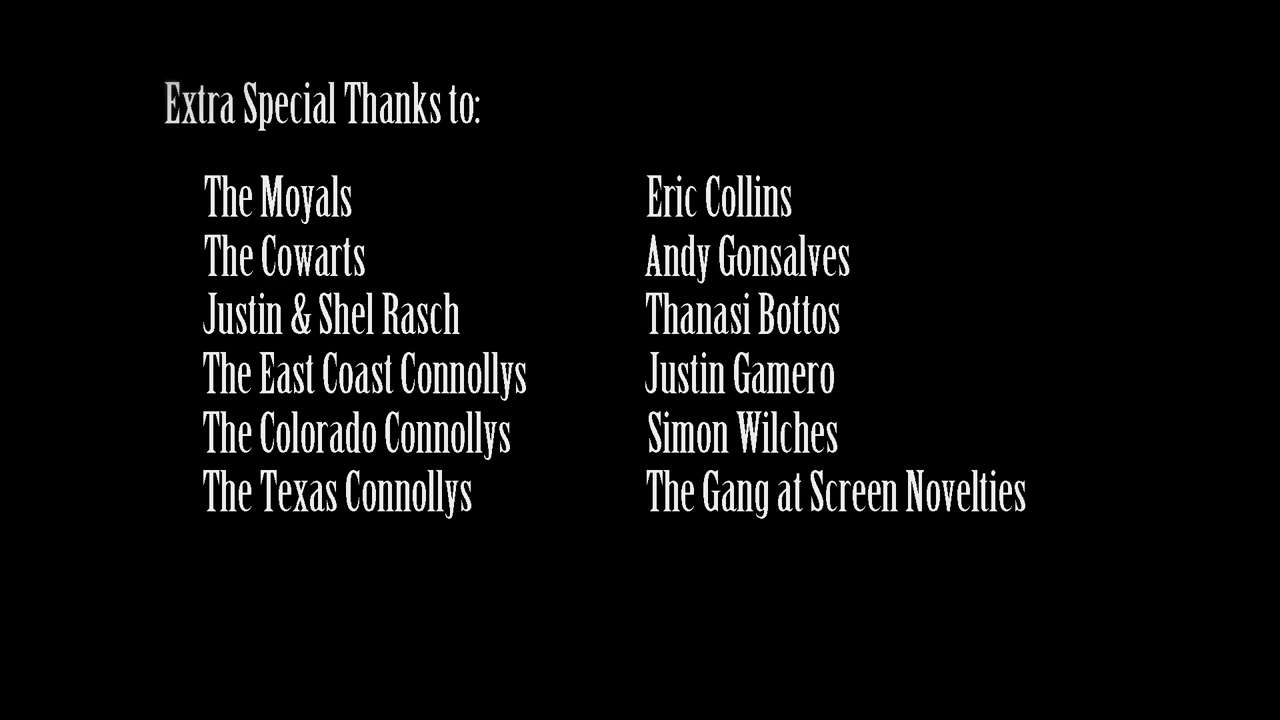 Extra Special Thanks to:
The Moyals
The Cowarts
Justin & Shel Rasch
The East Coast Connollys
The Colorado Connollys
The Texas Connollys
Eric Collins
Andy Gonsalves
Thanasi Bottos
Justin Gamero
Simon Wilches
The Gang at Screen Novelties